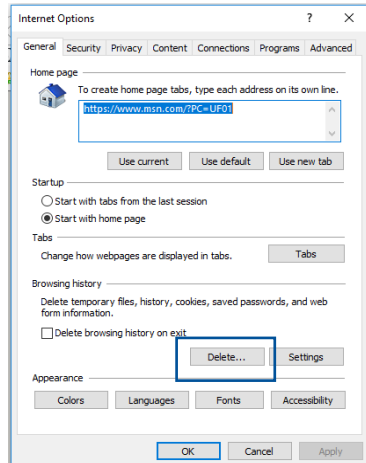 Internet Options ? X
General Security Privacy Content Connections Programs Advanced
Home page
To create home page tabs, type each address on its own line.
https://www.msn.com/?PC=UF01
Use current Use default Use new tab
Startup
Start with tabs from the last session
Start with home page
Tabs
Change how webpages are displayed in tabs. Tabs
Browsing history
Delete temporary files, history, cookies, saved passwords, and web
form information.
Delete browsing history on exit
Delete... Settings
Appearance
Colors Languages Fonts Accessibility
OK Cancel Apply